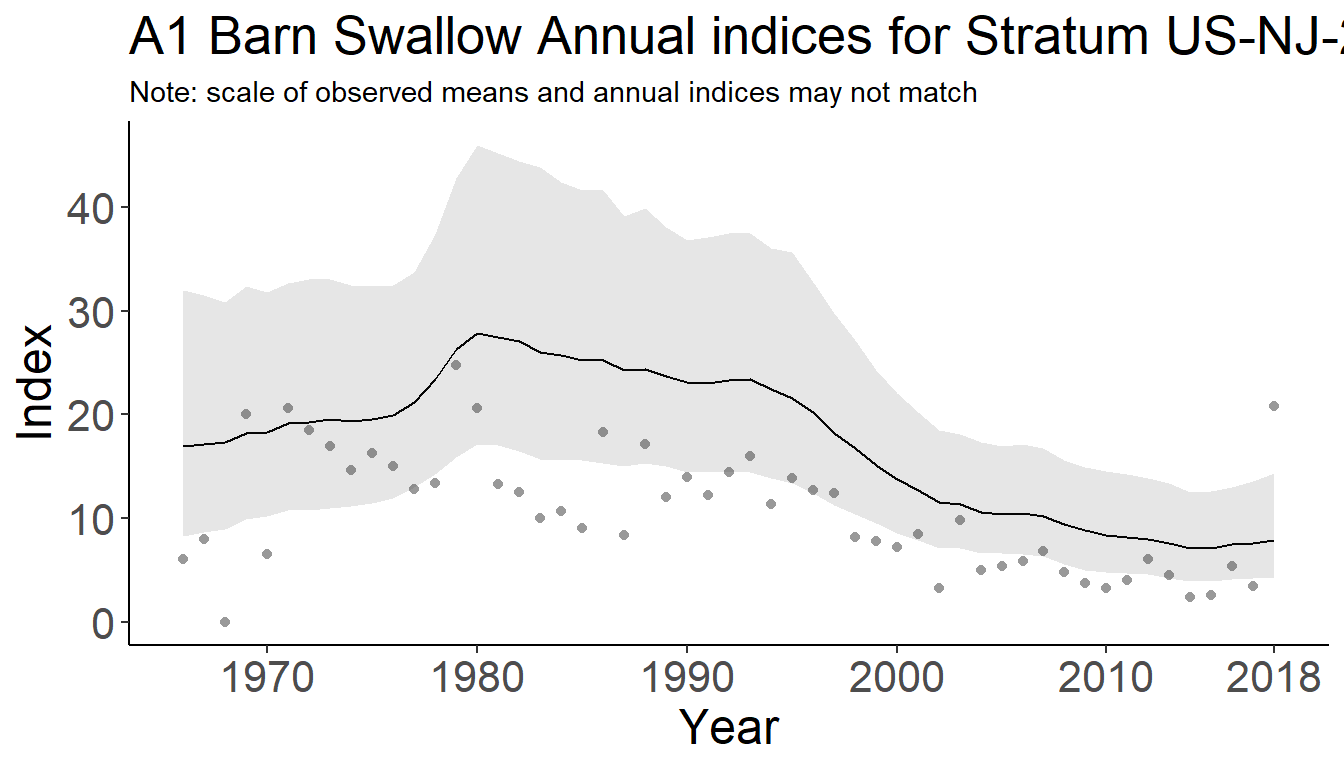 A1 Barn Swallow Annual indices for Stratum US-NJ-
Note: scale of observed means and annual indices may not match
40
30
20
10
0
Index
1970 1980 1990 2000 2010 2018
Year